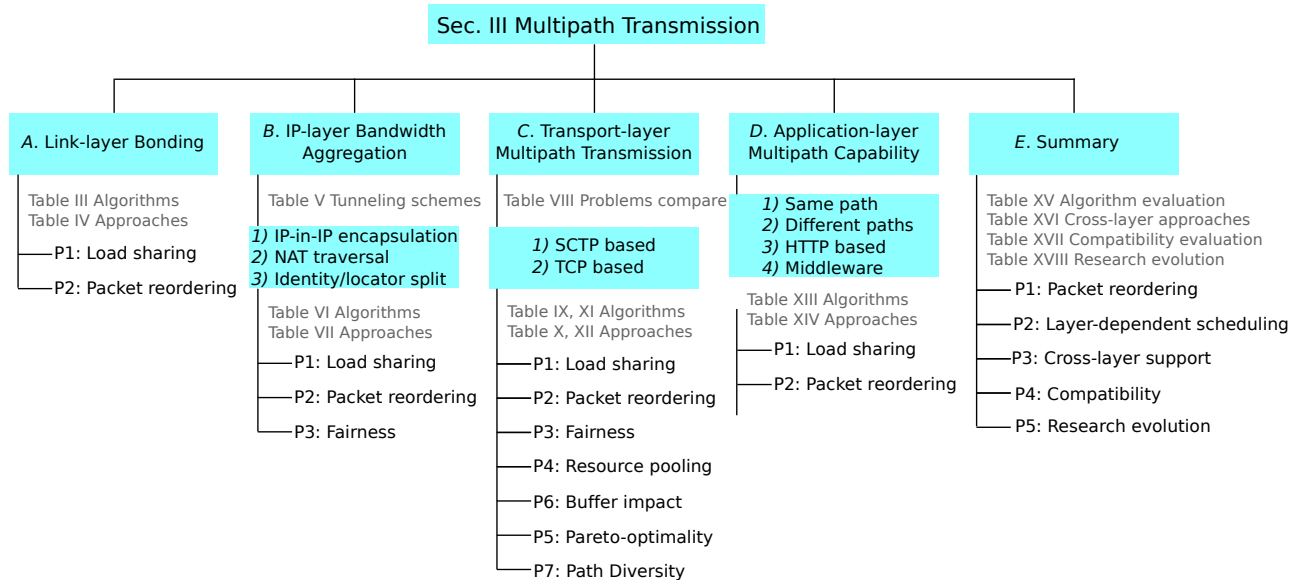 Sec. III Multipath Transmission
A. Link-layer Bonding
Table III Algorithms
Table IV Approaches
P1: Load sharing
P2: Packet reordering
B. IP-layer Bandwidth
Aggregation
Table V Tunneling schemes
1) IP-in-IP encapsulation
2) NAT traversal
3) Identity/locator split
Table VI Algorithms
Table VII Approaches
P1: Load sharing
P2: Packet reordering
P3: Fairness
C. Transport-layer
Multipath Transmission
Table VIII Problems compare
1) SCTP based
2) TCP based
Table IX, XI Algorithms
Table X, XII Approaches
P1: Load sharing
P2: Packet reordering
P3: Fairness
P4: Resource pooling
P6: Buffer impact
P5: Pareto-optimality
P7: Path Diversity
D. Application-layer
Multipath Capability
1) Same path
2) Different paths
3) HTTP based
4) Middleware
Table XIII Algorithms
Table XIV Approaches
P1: Load sharing
P2: Packet reordering
E. Summary
Table XV Algorithm evaluation
Table XVI Cross-layer approaches
Table XVII Compatibility evaluation
Table XVIII Research evolution
P1: Packet reordering
P2: Layer-dependent scheduling
P3: Cross-layer support
P4: Compatibility
P5: Research evolution